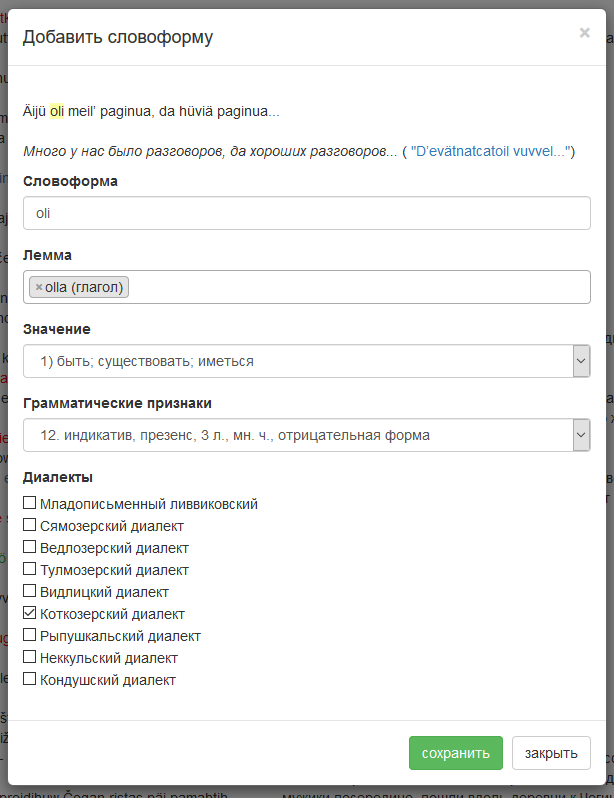 Добавить словоформу ×
Äijü oli meil’ paginua, da hüviä paginua...
Много у нас было разговоров, да хороших разговоров... ( "D’evätnatcatoil vuvvel...")
Словоформа
oli
Лемма
×olla (глагол)
Значение
1) быть; существовать; иметься
Грамматические признаки
12. индикатив, презенс, 3 л., мн. ч., отрицательная форма
Диалекты
Младописьменный ливвиковский
Сямозерский диалект
Ведлозерский диалект
Тулмозерский диалект
Видлицкий диалект
Коткозерский диалект
Рыпушкальский диалект
Неккульский диалект
Кондушский диалект
сохранить закрыть